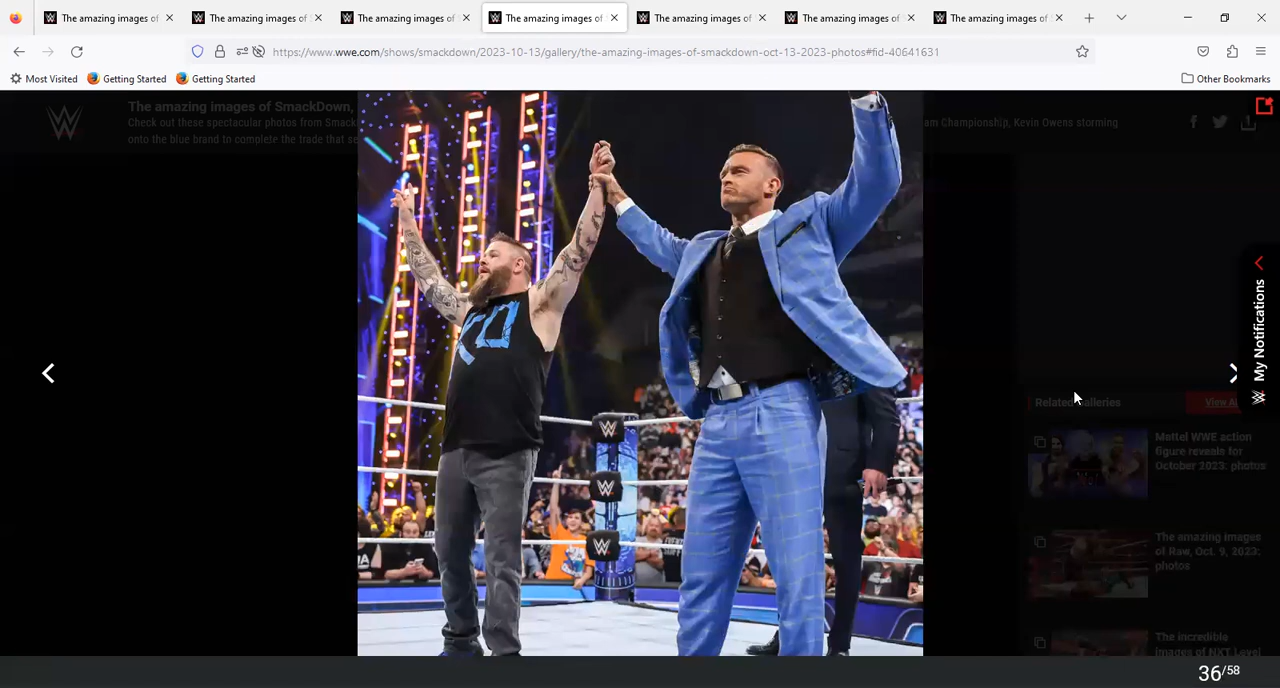 The amazing images of
The amazing images of
The amazing images of
The amazing images of
The amazing images of
The amazing images of
The amazing images of
https://www.wwe.com/shows/smackdown/2023-10-13/gallery/the-amazing-images-of-smackdown-oct-13-2023-photos#fid-40641631
Most Visited
Getting Started
Getting Started
Other Bookmarks
W
The amazing images of SmackDown,
Check out these spectacular photos from Smack
am Championship, Kevin Owens storming
onto the blue brand to complete the trade that se
KO
W
W
W
My Notifications
Related Galleries
View Al
Mattel WWE action
figure reveals for
October 2023:
photos
The amazing images
of Raw, Oct. 9, 2023:
photos
The incredible
images of NXT Level
36/58